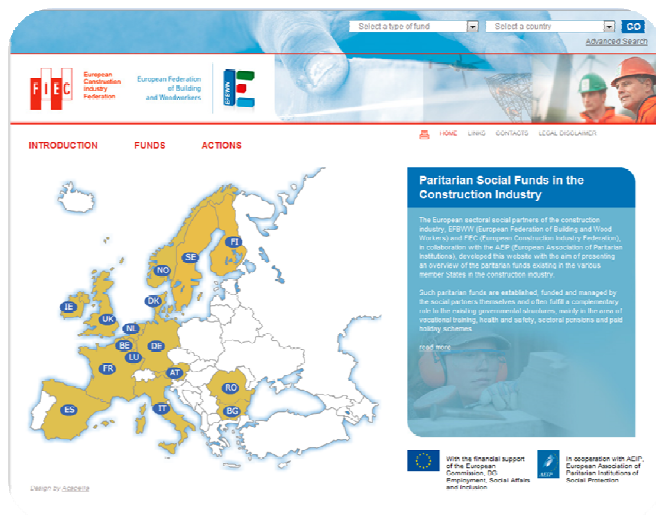 Select a type of fund
Select a country
GO
Advanced Search
FIEC
European
Construction
Industry
Federation
European Federation
of Building
and Woodworkers
EFBWW
HOME LINKS CONTACTS LEGAL DISCLAIMER
INTRODUCTION FUNDS ACTIONS
FI
SE
NO
DK
IE
UK
NL
BE
DE
LU
FR
AT
RO
ES
IT
BG
Paritarian Social Funds in the
Construction Industry
The European sectoral social partners of the construction
industry, EFBWW (European Federation of Building and Wood
Workers) and FIEC (European Construction Industry Federation),
in collaboration with the AEIP (European Association of Paritarian
Institutions), developed this website with the aim of presenting
an overview of the paritarian funds existing in the various
member States in the construction industry.
Such paritarian funds are established, funded and managed by
the social partners themselves and often fulfil a complementary
role to the existing governmental structures, mainly in the area of
vocational training, health and safety, sectoral pensions and paid
holiday schemes.
read more
With the financial support
of the European
Commission, DG
Employment, Social Affairs
and Inclusion
AEIP
In cooperation with AEIP,
European Association of
Paritarian Institutions of
Social Protection
Design by